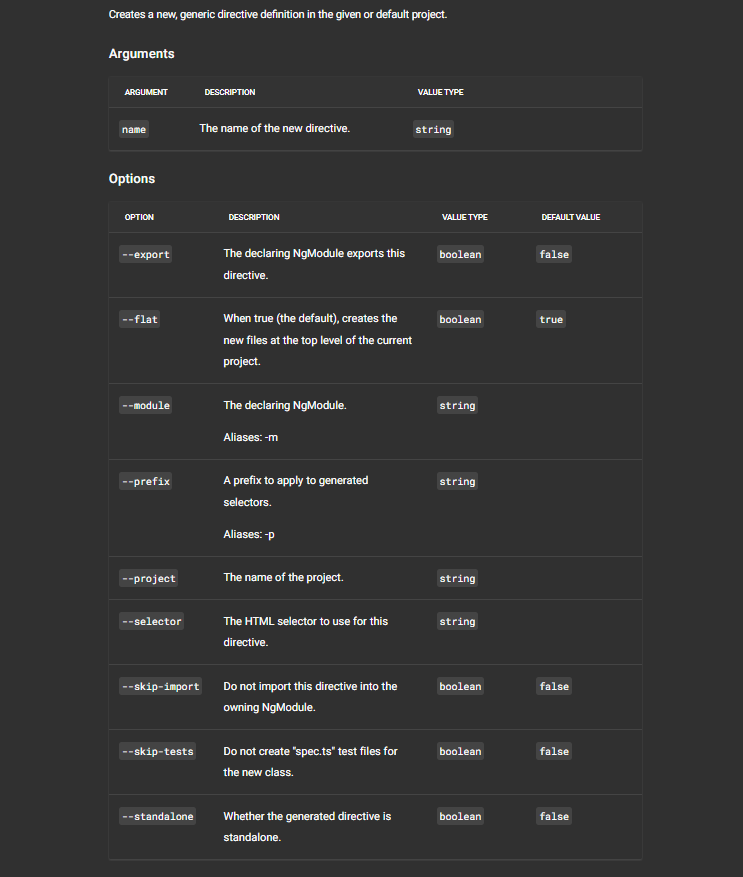 Creates a new, generic directive definition in the given or default project.
Arguments
ARGUMENT DESCRIPTION VALUE TYPE
name The name of the new directive. string
Options
OPTION DESCRIPTION VALUE TYPE DEFAULT VALUE
--export The declaring NgModule exports this boolean false
directive.
--flat When true (the default), creates the boolean true
new files at the top level of the current
project.
--module The declaring NgModule. string
Aliases: -m
--prefix A prefix to apply to generated string
selectors.
Aliases: -p
--project The name of the project. string
--selector The HTML selector to use for this string
directive.
--skip-import Do not import this directive into the boolean false
owning NgModule.
--skip-tests Do not create "spec.ts" test files for boolean false
the new class.
--standalone Whether the generated directive is boolean false
standalone.